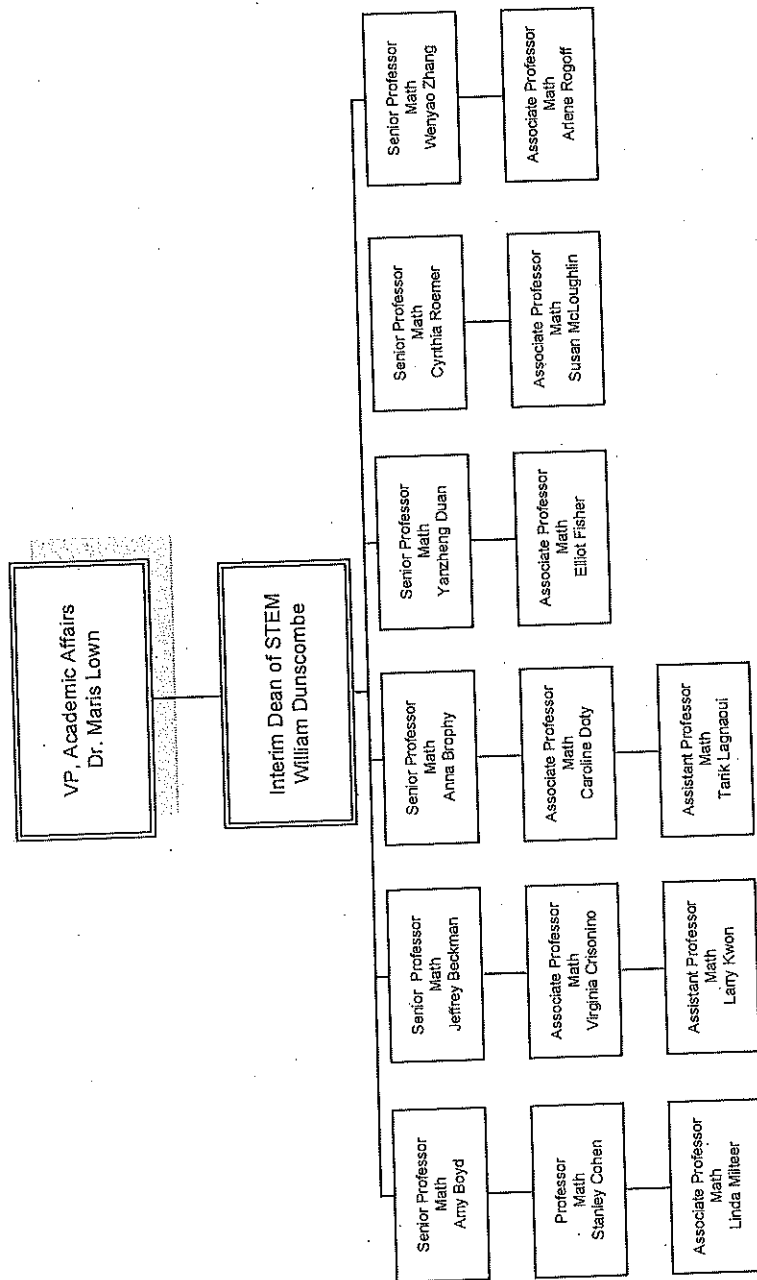 VP, Academic Affairs
Dr. Maris Lown
Interim Dean of STEM
William Dunscombe
Senior Professor
Math
Amy Boyd
Senior Professor
Math
Jeffrey Beckman
Senior Professor
Math
Anna Brophy
Senior Professor
Math
Yanzheng Duan
Senior Professor
Math
Cynthia Roemer
Senior Professor
Math
Wenyao Zhang
Professor
Math
Stanley Cohen
Associate Professor
Math
Virginia Crisonino
Associate Professor
Math
Caroline Doty
Associate Professor
Math
Elliot Fisher
Associate Professor
Math
Susan McLoughlin
Associate Professor
Math
Arlene Rogoff
Associate Professor
Math
Linda Milteer
Assistant Professor
Math
Larry Kwon
Assistant Professor
Math
Tarik Lagnaoui